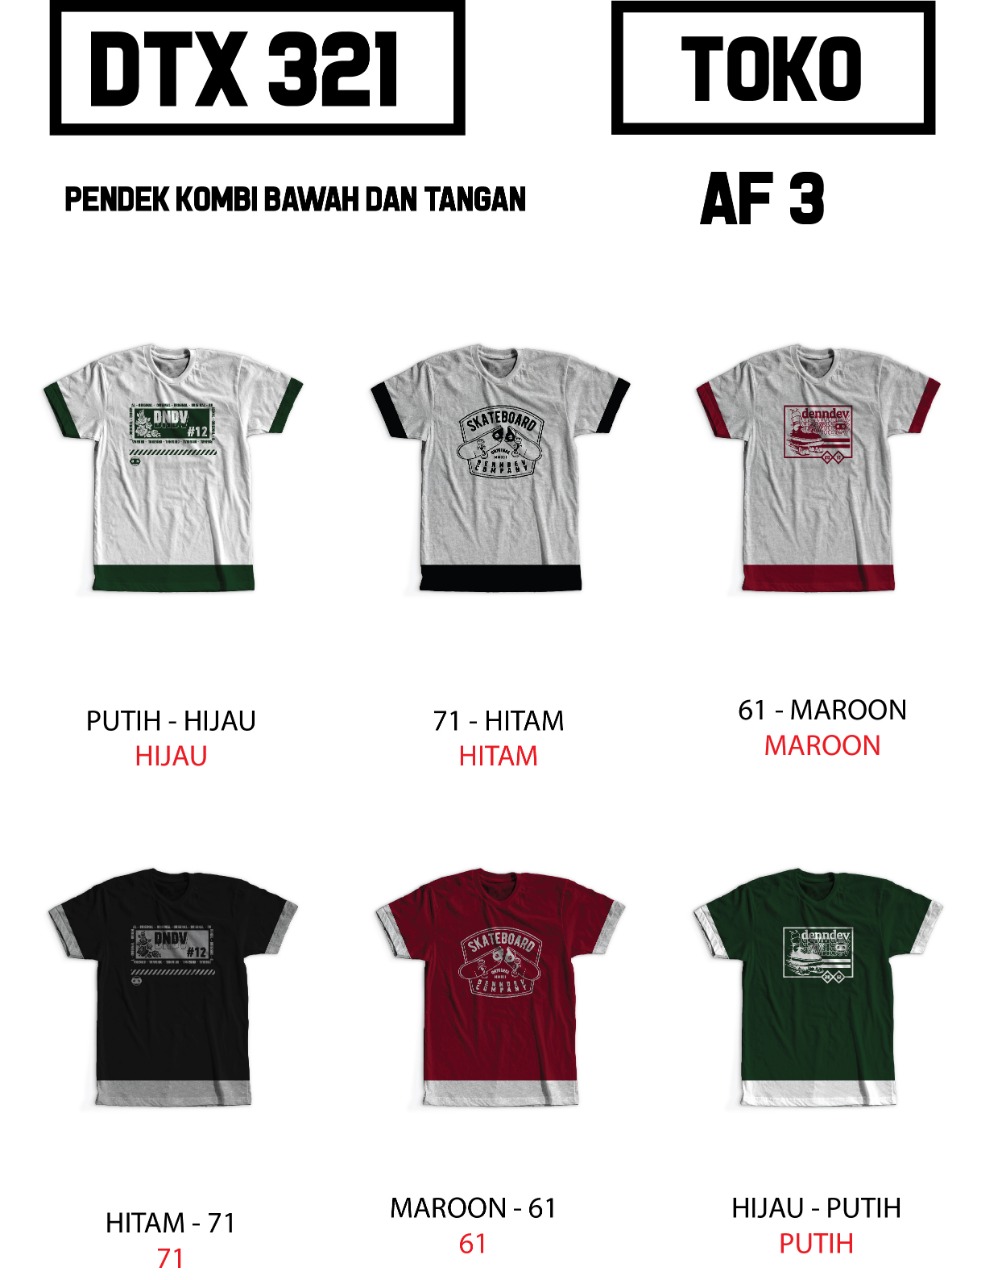 DTX 321
TOKO
PENDEK KOMBI BAWAH DAN TANGAN
AF 3
DNDV
#12
SKATEBOARD
DENNDEV
COMPANY
denndev
PUTIH - HIJAU
HIJAU
71 - HITAM
HITAM
61 - MAROON
MAROON
DNDV
#12
SKATEBOARD
DENNDEV
COMPANY
denndev
HITAM - 71
71
MAROON - 61
61
HIJAU - PUTIH
PUTIH